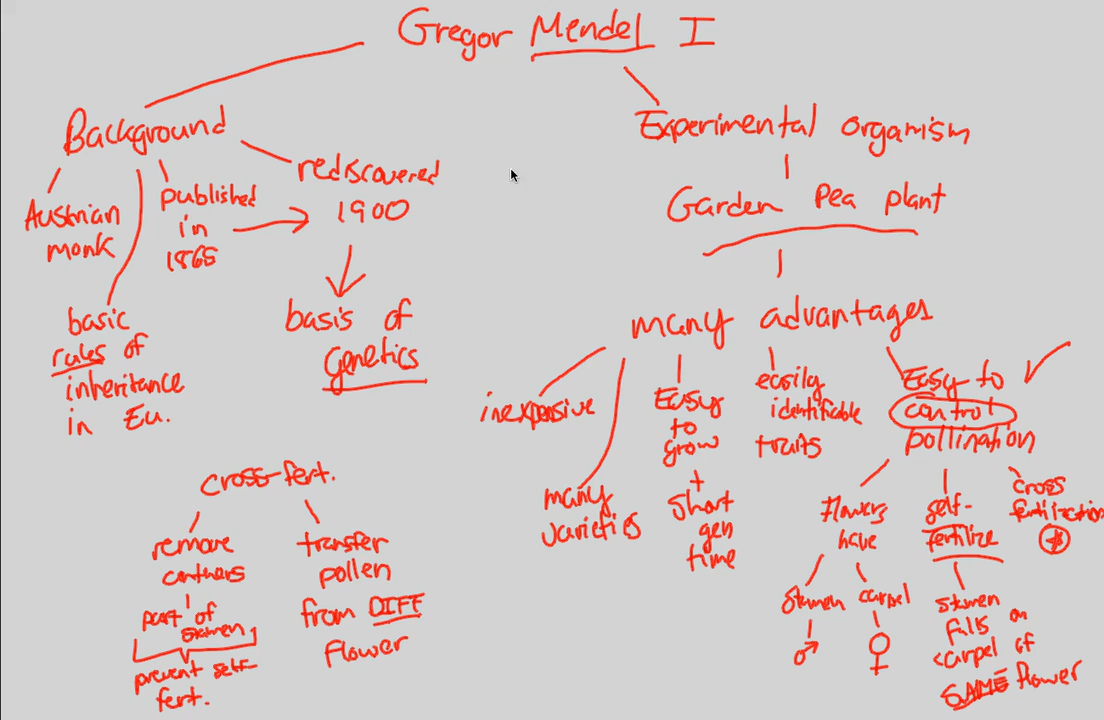 Gregor Mendel I
Background
Austrian
monk
basic
rules of
inheritance
in Eu.
published
in
1865
rediscovered
1900
basis of
genetics
Experimental organism
Garden Pea plant
many advantages
inexpensive
many
varieties
Easy
to
grow
+
short
gen
time
easily
identifiable
traits
Easy to
control
pollination
Flowers
have
stamen
♂
carpel
♀
self-
fertilize
stamen
falls on
carpel of
SAME flower
cross
fertilization
cross-fert.
remove
anthers
part of
stamen
prevent self-
fert.
transfer
pollen
from DIFF
flower